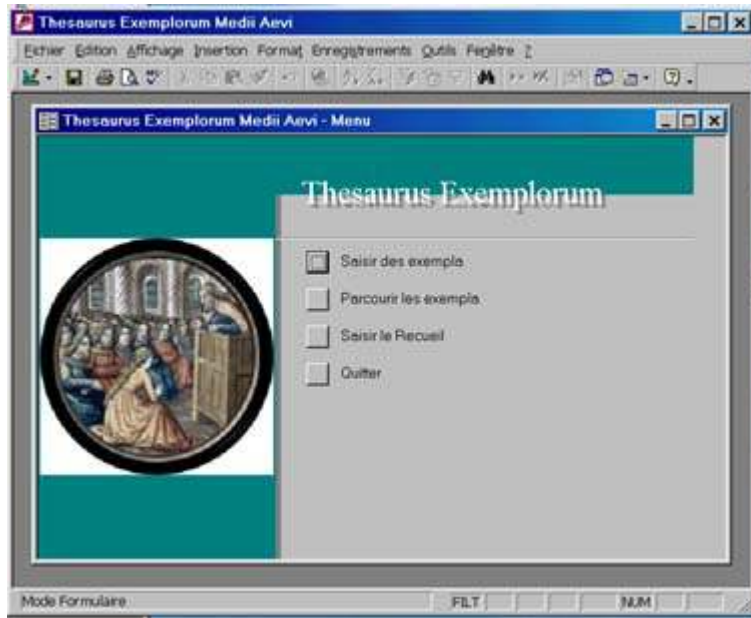 Thesaurus Exemplorum Medii Aevi
Fichier Edition Affichage Insertion Format Enregistrements Outils Fenêtre ?
Thesaurus Exemplorum Medii Aevi - Menu
Thesaurus Exemplorum
Saisir des exempla
Parcourir les exempla
Saisir le Recueil
Quitter
Mode Formulaire FILT NUM